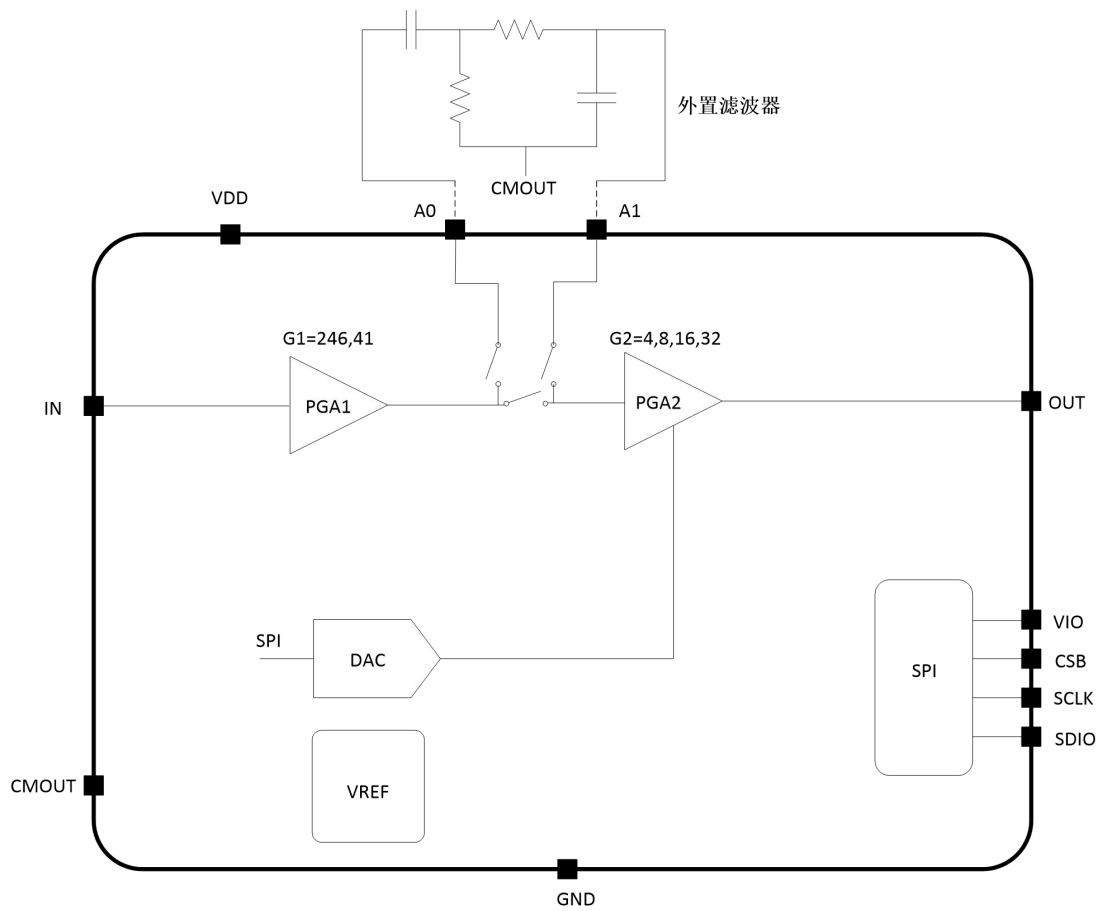 外置滤波器
CMOUT
VDD
A0
A1
G1=246,41
G2=4,8,16,32
IN
PGA1
PGA2
OUT
SPI
DAC
VIO
CSB
SPI
SCLK
SDIO
CMOUT
VREF
GND